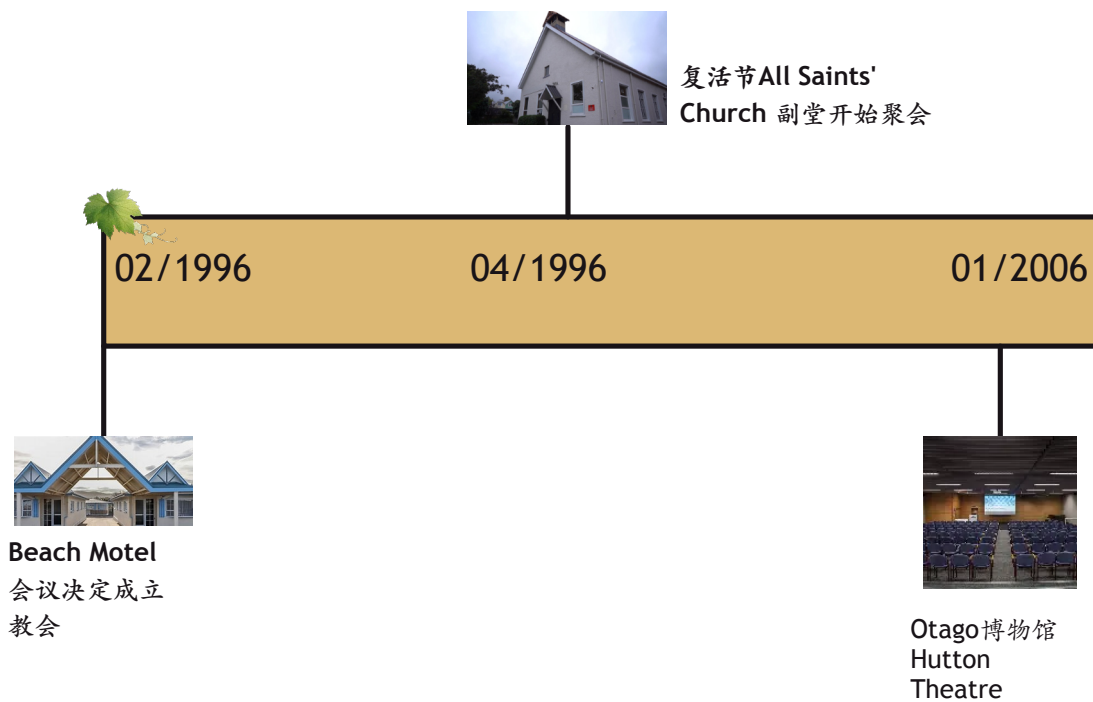 复活节All Saints'
Church 副堂开始聚会
02/1996
04/1996
01/2006
Beach Motel
会议决定成立
教会
Otago博物馆
Hutton
Theatre